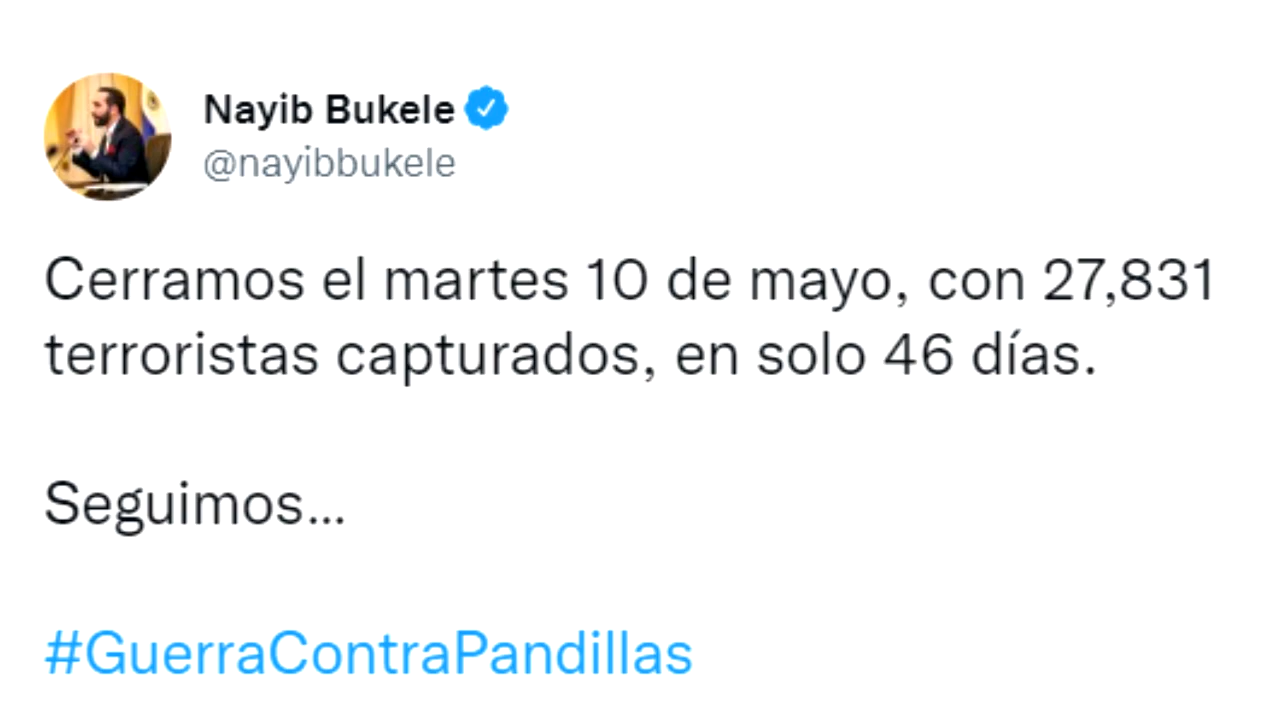 Nayib Bukele
@nayibbukele
Cerramos el martes 10 de mayo, con 27,831
terroristas capturados, en solo 46 días.
Seguimos...
#GuerraContraPandillas